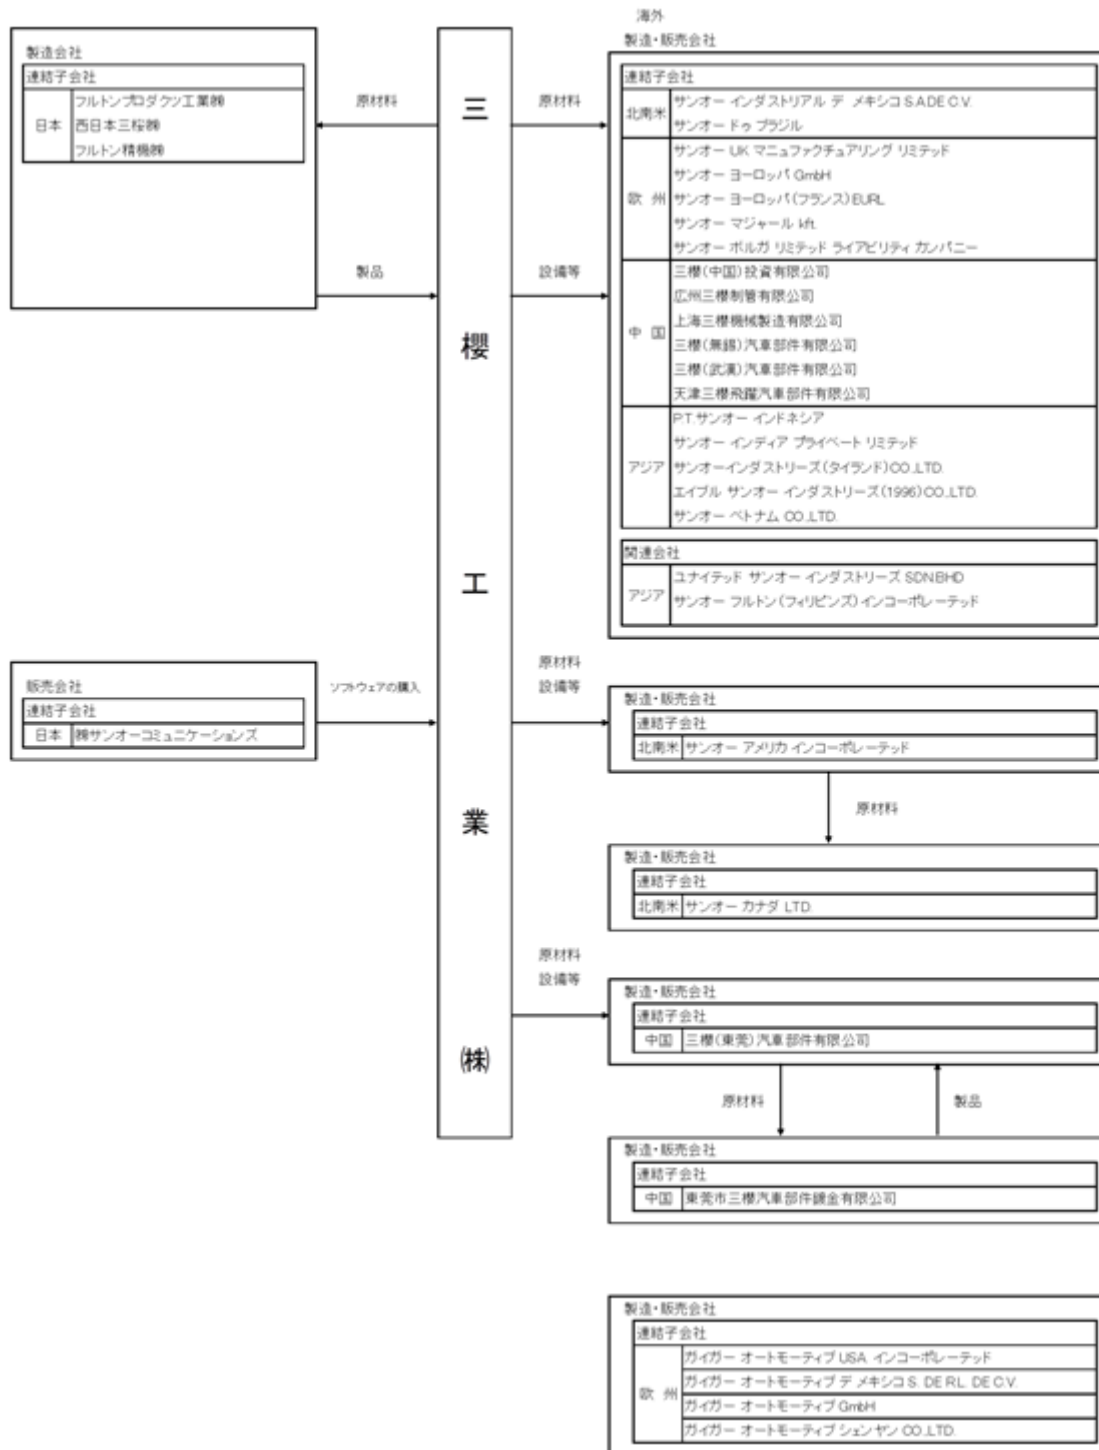 製造会社
連結子会社
日本
フルトンプロダクツ工業㈱
西日本三桜㈱
フルトン精機㈱
原材料
製品
販売会社
連結子会社
日本
㈱サンオーコミュニケーションズ
ソフトウェアの購入
三櫻工業㈱
原材料
設備等
海外
製造・販売会社
連結子会社
北南米
サンオー インダストリアル デ メキシコ S.A.DE C.V.
サンオー ドゥ ブラジル
欧 州
サンオー UK マニュファクチュアリング リミテッド
サンオー ヨーロッパ GmbH
サンオー ヨーロッパ(フランス)EURL
サンオー マジャール kft.
サンオー ボルガ リミテッド ライアビリティ カンパニー
中 国
三櫻(中国)投資有限公司
広州三櫻制管有限公司
上海三櫻機械製造有限公司
三櫻(無錫)汽車部件有限公司
三櫻(武漢)汽車部件有限公司
天津三櫻飛躍汽車部件有限公司
アジア
P.T.サンオー インドネシア
サンオー インディア プライベート リミテッド
サンオーインダストリーズ(タイランド)CO.,LTD.
エイブル サンオー インダストリーズ(1996)CO.,LTD.
サンオー ベトナム CO.,LTD.
関連会社
アジア
ユナイテッド サンオー インダストリーズ SDN.BHD
サンオー フルトン(フィリピンズ)インコーポレーテッド
原材料
設備等
製造・販売会社
連結子会社
北南米
サンオー アメリカ インコーポレーテッド
原材料
製造・販売会社
連結子会社
北南米
サンオー カナダ LTD.
原材料
設備等
製造・販売会社
連結子会社
中国
三櫻(東莞)汽車部件有限公司
原材料
製品
製造・販売会社
連結子会社
中国
東莞市三櫻汽車部件鍍金有限公司
製造・販売会社
連結子会社
欧 州
ガイガー オートモーティブ USA インコーポレーテッド
ガイガー オートモーティブ デ メキシコ S. DE R.L. DE C.V.
ガイガー オートモーティブ GmbH
ガイガー オートモーティブ シェンヤン CO.,LTD.